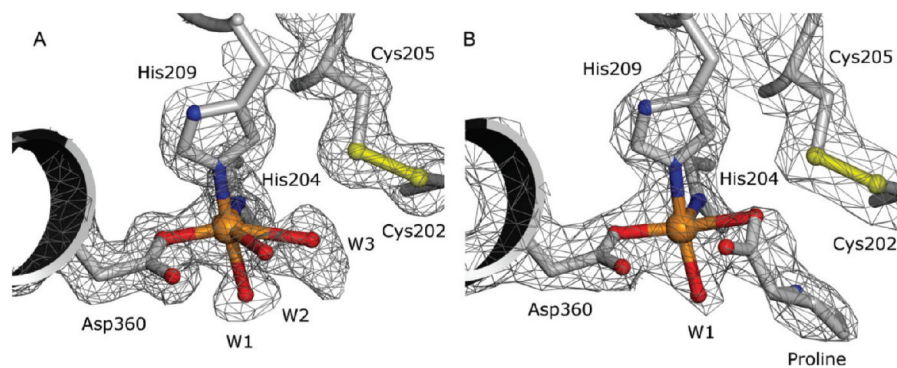 A
Cys205
His209
His204
W3
Cys202
W2
Asp360
W1
B
Cys205
His209
His204
Cys202
Asp360
W1
Proline